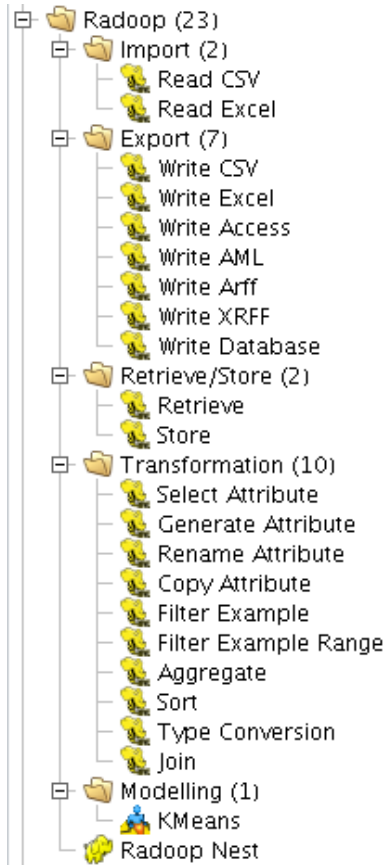 Radoop (23)
Import (2)
Read CSV
Read Excel
Export (7)
Write CSV
Write Excel
Write Access
Write AML
Write Arff
Write XRFF
Write Database
Retrieve/Store (2)
Retrieve
Store
Transformation (10)
Select Attribute
Generate Attribute
Rename Attribute
Copy Attribute
Filter Example
Filter Example Range
Aggregate
Sort
Type Conversion
Join
Modelling (1)
KMeans
Radoop Nest